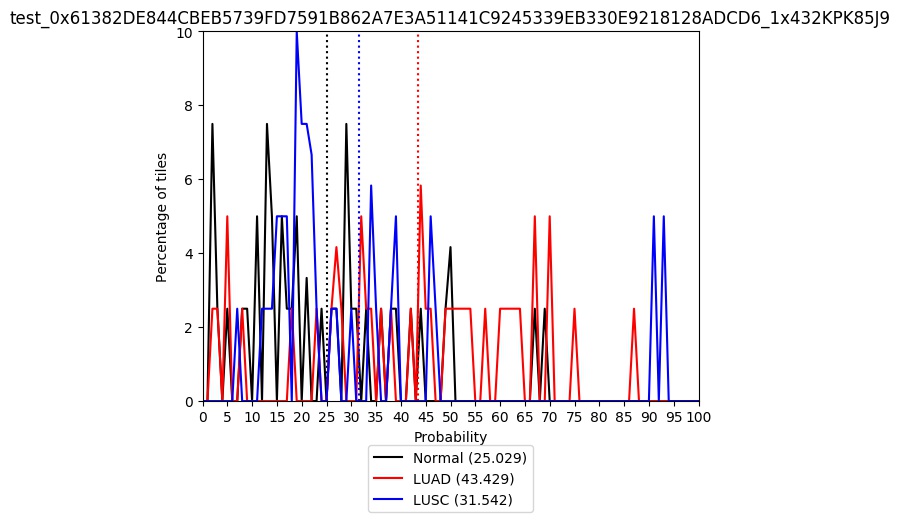 test_0x61382DE844CBEB5739FD7591B862A7E3A51141C9245339EB330E9218128ADCD6_1x432KPK85J9
10
8
6
4
2
0
Percentage of tiles
0 5 10 15 20 25 30 35 40 45 50 55 60 65 70 75 80 85 90 95 100
Probability
Normal (25.029)
LUAD (43.429)
LUSC (31.542)